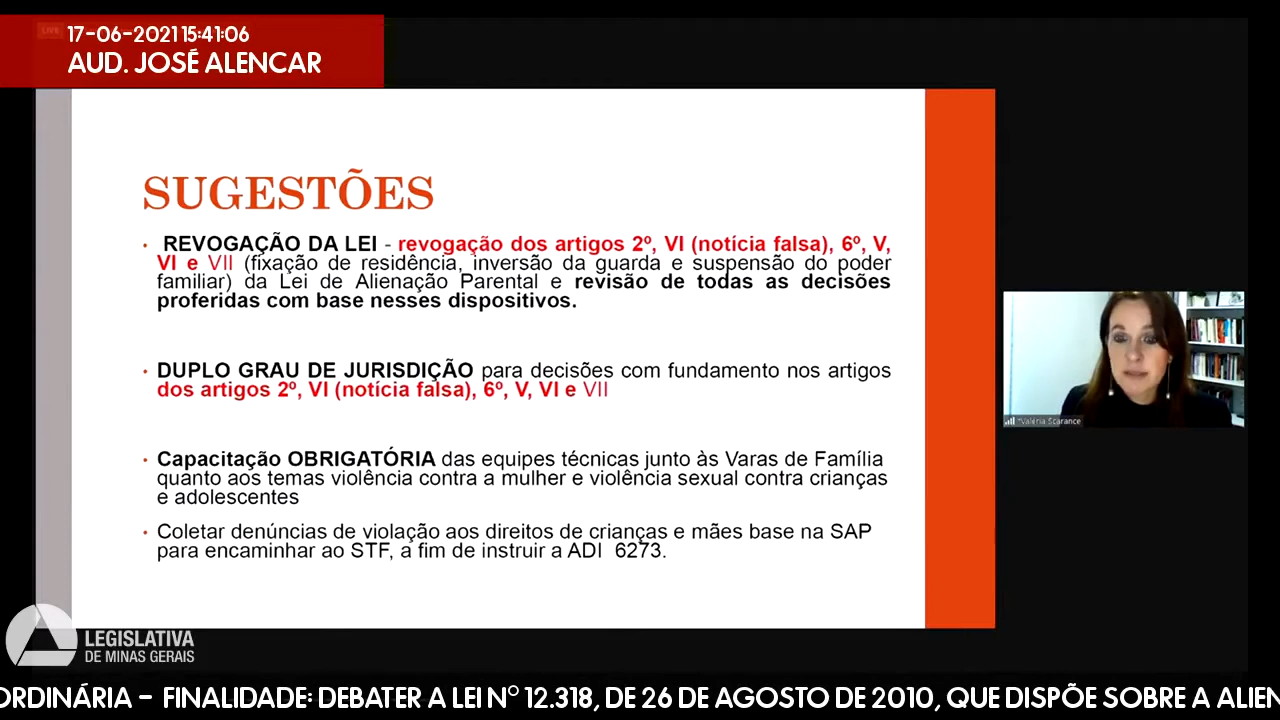 LIVE
17-06-2021 15:41:06
AUD. JOSÉ ALENCAR
SUGESTÕES
• REVOGAÇÃO DA LEI - revogação dos artigos 2º, VI (notícia falsa), 6º, V,
VI e VII (fixação de residência, inversão da guarda e suspensão do poder
familiar) da Lei de Alienação Parental e revisão de todas as decisões
proferidas com base nesses dispositivos.
• DUPLO GRAU DE JURISDIÇÃO para decisões com fundamento nos artigos
dos artigos 2º, VI (notícia falsa), 6º, V, VI e VII
• Capacitação OBRIGATÓRIA das equipes técnicas junto às Varas de Família
quanto aos temas violência contra a mulher e violência sexual contra crianças
e adolescentes
• Coletar denúncias de violação aos direitos de crianças e mães base na SAP
para encaminhar ao STF, a fim de instruir a ADI 6273.
*Valéria Scarance
LEGISLATIVA
DE MINAS GERAIS
ORDINÁRIA - FINALIDADE: DEBATER A LEI Nº 12.318, DE 26 DE AGOSTO DE 2010, QUE DISPÕE SOBRE A ALIEN